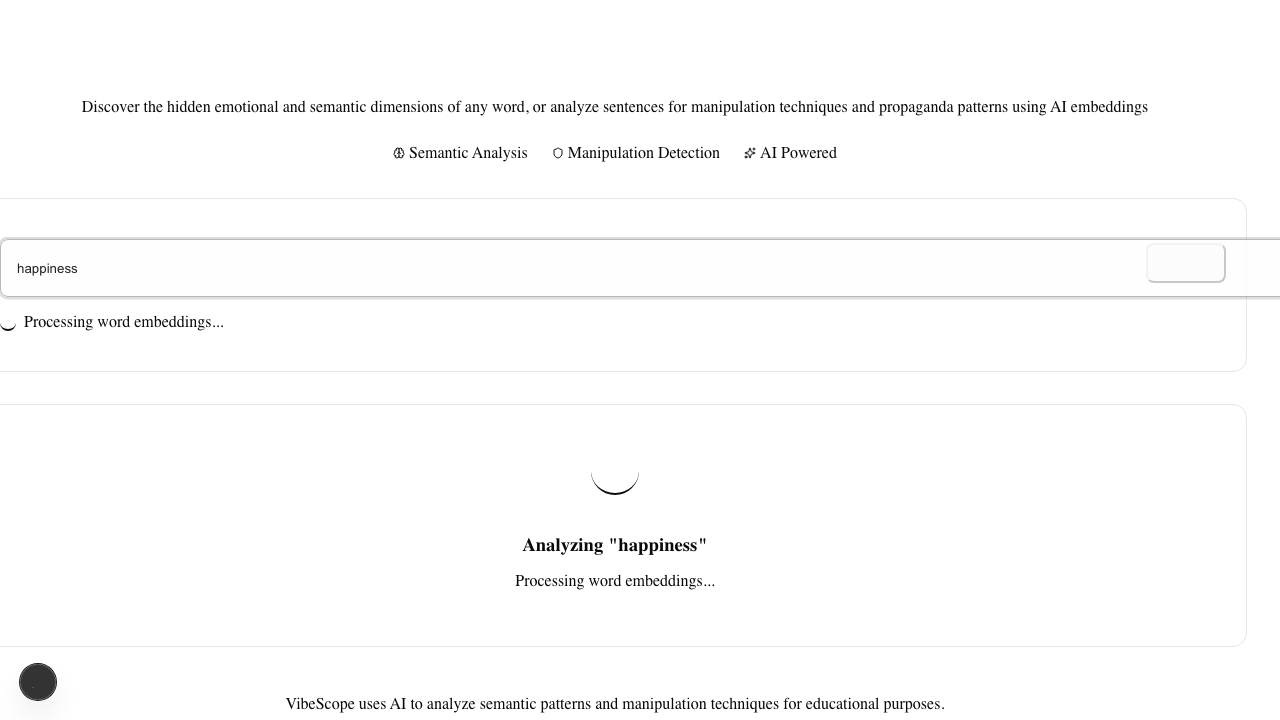 Discover the hidden emotional and semantic dimensions of any word, or analyze sentences for manipulation techniques and propaganda patterns using AI embeddings
Semantic Analysis
Manipulation Detection
AI Powered
happiness
Processing word embeddings...
Analyzing "happiness"
Processing word embeddings...
VibeScope uses AI to analyze semantic patterns and manipulation techniques for educational purposes.